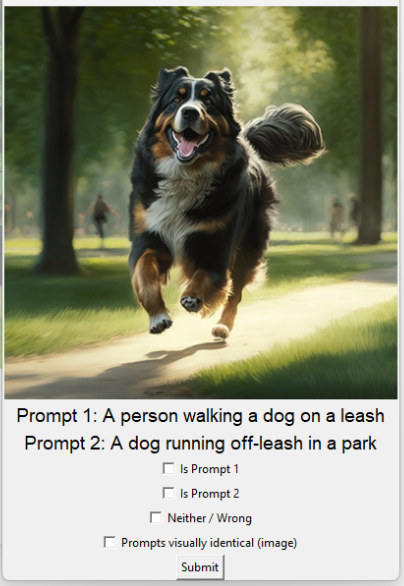 Prompt 1: A person walking a dog on a leash
Prompt 2: A dog running off-leash in a park
Is Prompt 1
Is Prompt 2
Neither / Wrong
Prompts visually identical (image)
Submit